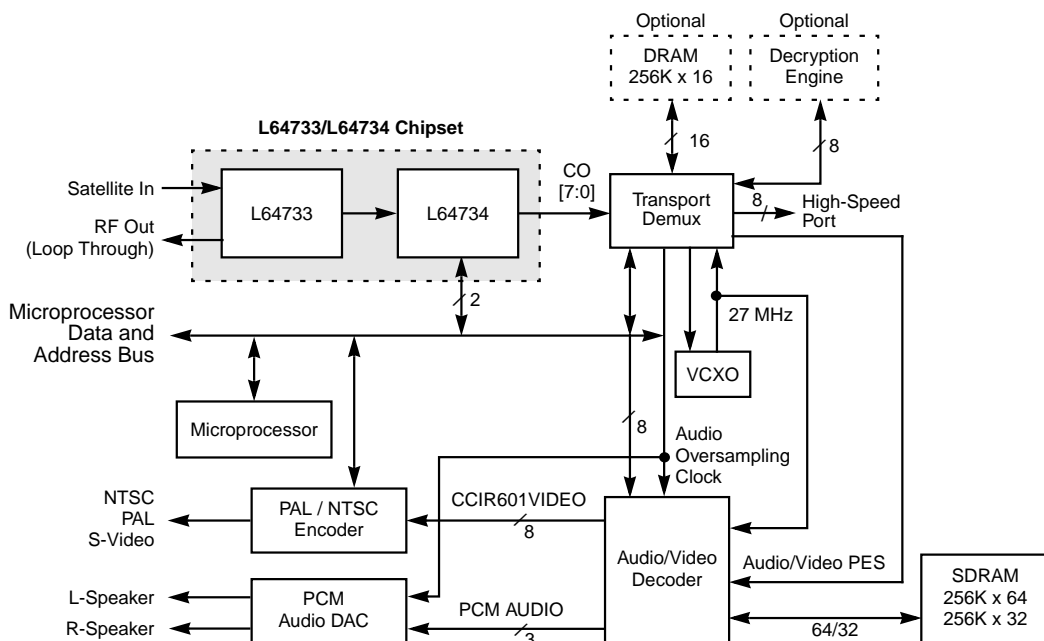 Optional
Optional
DRAM
256K x 16
Decryption
Engine
L64733/L64734 Chipset
16
8
Satellite In
L64733
L64734
CO
[7:0]
Transport
Demux
8
High-Speed
Port
RF Out
(Loop Through)
2
Microprocessor
Data and
Address Bus
27 MHz
VCXO
Microprocessor
8
Audio
Oversampling
Clock
NTSC
PAL
S-Video
PAL / NTSC
Encoder
CCIR601VIDEO
8
Audio/Video
Decoder
Audio/Video PES
SDRAM
256K x 64
256K x 32
L-Speaker
R-Speaker
PCM
Audio DAC
PCM AUDIO
3
64/32